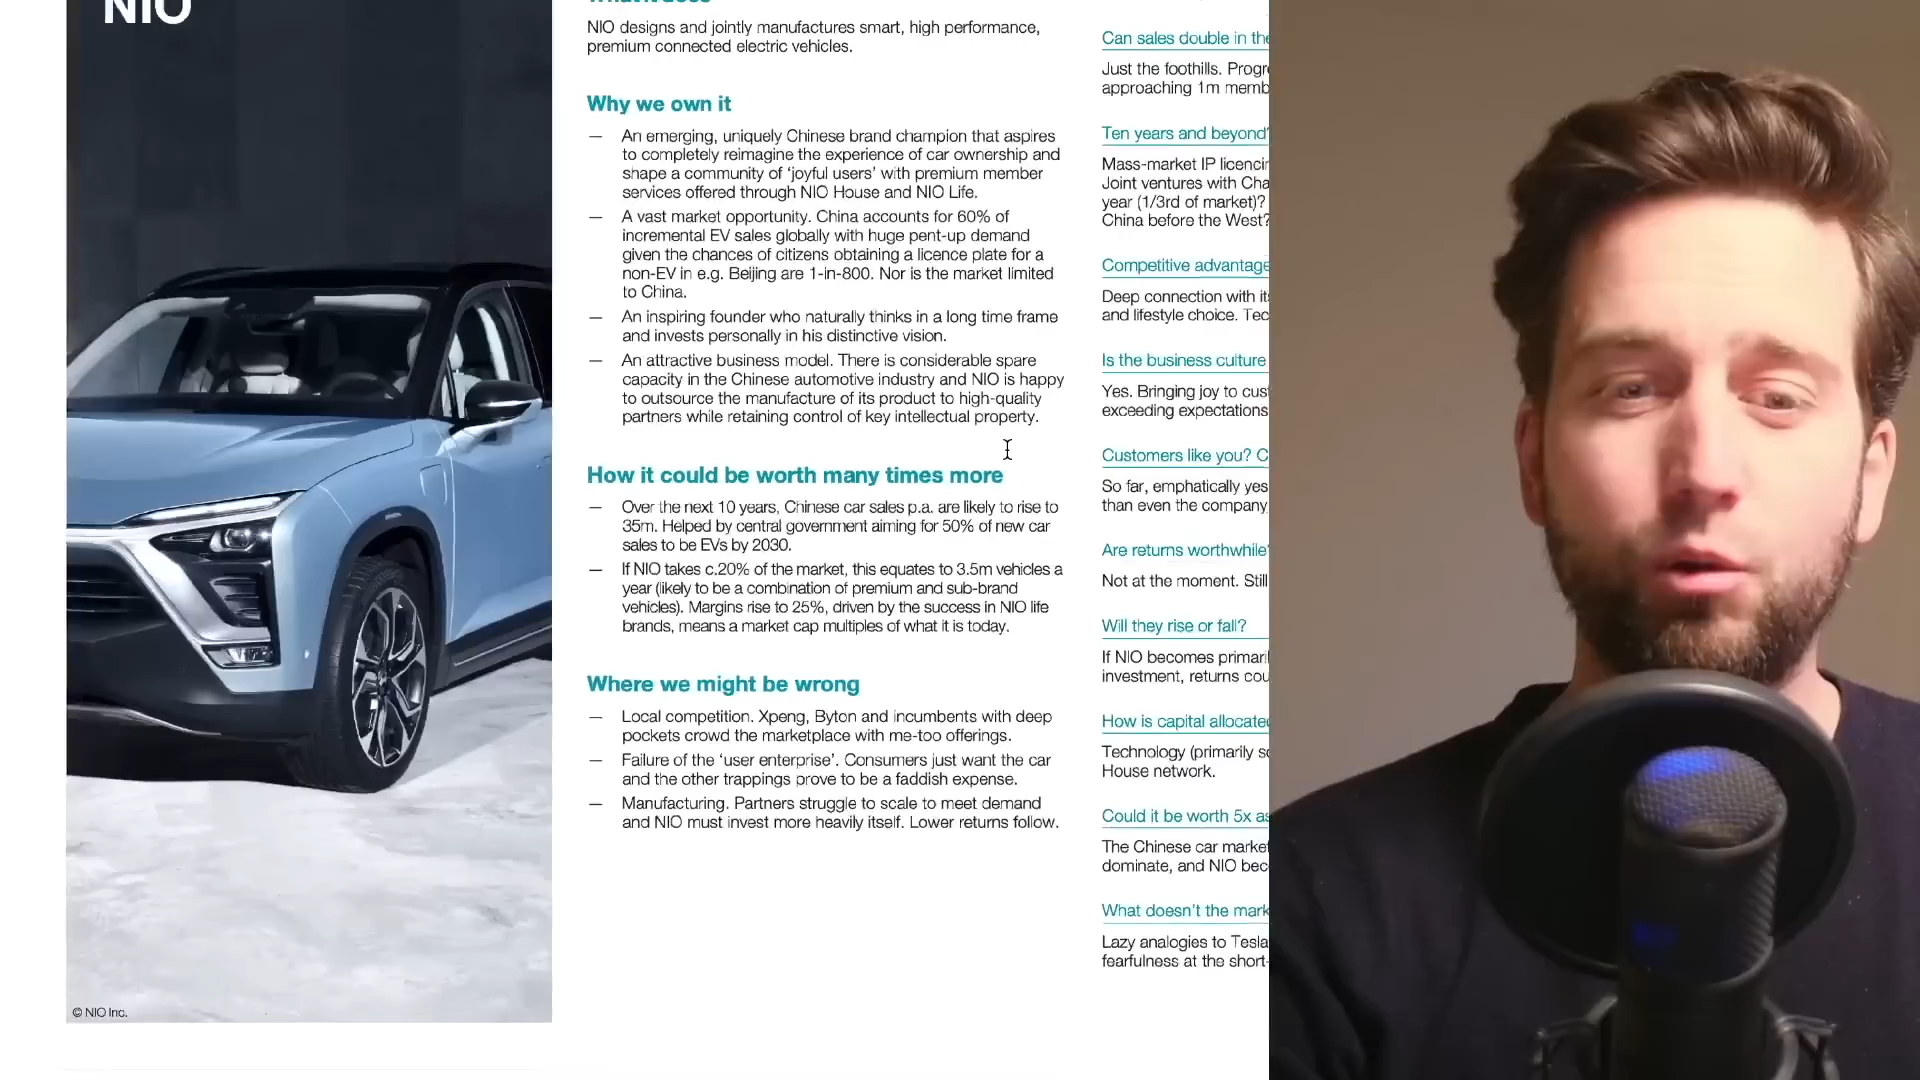 NIO
What it does
NIO designs and jointly manufactures smart, high performance,
premium connected electric vehicles.
Why we own it
— An emerging, uniquely Chinese brand champion that aspires
to completely reimagine the experience of car ownership and
shape a community of ‘joyful users’ with premium member
services offered through NIO House and NIO Life.
— A vast market opportunity. China accounts for 60% of
incremental EV sales globally with huge pent-up demand
given the chances of citizens obtaining a licence plate for a
non-EV in e.g. Beijing are 1-in-800. Nor is the market limited
to China.
— An inspiring founder who naturally thinks in a long time frame
and invests personally in his distinctive vision.
— An attractive business model. There is considerable spare
capacity in the Chinese automotive industry and NIO is happy
to outsource the manufacture of its product to high-quality
partners while retaining control of key intellectual property.
How it could be worth many times more
— Over the next 10 years, Chinese car sales p.a. are likely to rise to
35m. Helped by central government aiming for 50% of new car
sales to be EVs by 2030.
— If NIO takes c.20% of the market, this equates to 3.5m vehicles a
year (likely to be a combination of premium and sub-brand
vehicles). Margins rise to 25%, driven by the success in NIO life
brands, means a market cap multiples of what it is today.
Where we might be wrong
— Local competition. Xpeng, Byton and incumbents with deep
pockets crowd the marketplace with me-too offerings.
— Failure of the ‘user enterprise’. Consumers just want the car
and the other trappings prove to be a faddish expense.
— Manufacturing. Partners struggle to scale to meet demand
and NIO must invest more heavily itself. Lower returns follow.
Can sales double in the
Just the foothills. Progr
approaching 1m memb
Ten years and beyond?
Mass-market IP licencin
Joint ventures with Cha
year (1/3rd of market)?
China before the West?
Competitive advantage
Deep connection with it
and lifestyle choice. Tec
Is the business culture
Yes. Bringing joy to cust
exceeding expectations
Customers like you? C
So far, emphatically yes
than even the company
Are returns worthwhile?
Not at the moment. Still
Will they rise or fall?
If NIO becomes primaril
investment, returns cou
How is capital allocated
Technology (primarily so
House network.
Could it be worth 5x as
The Chinese car market
dominate, and NIO bec
What doesn’t the mark
Lazy analogies to Tesla
fearfulness at the short-
© NIO Inc.